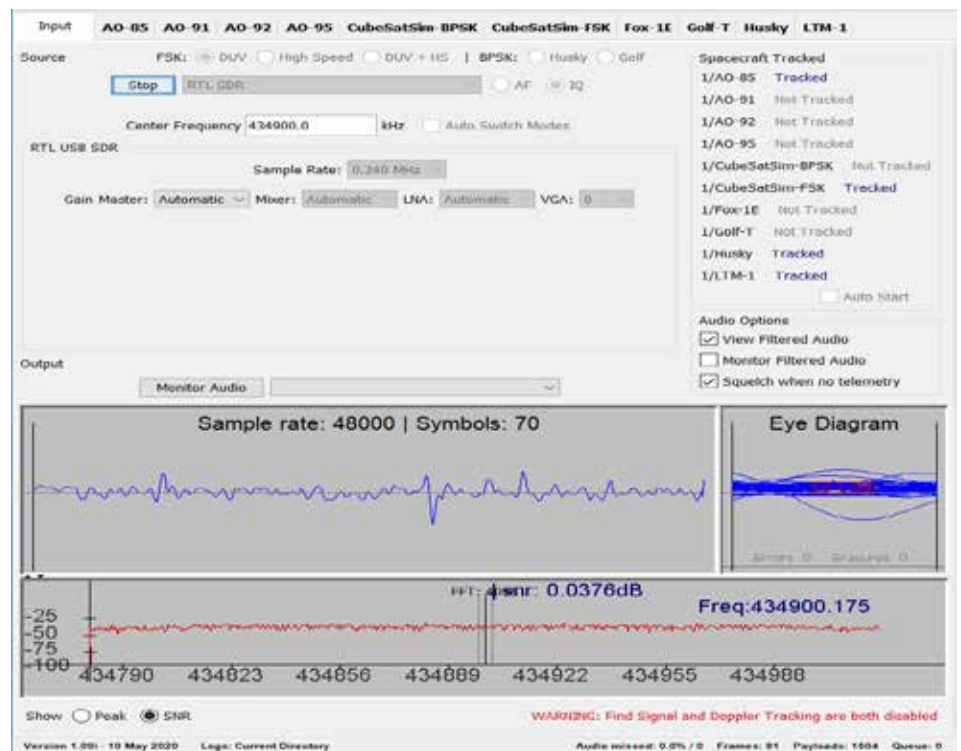 Input AO-85 AO-91 AO-92 AO-95 CubeSatSim-BPSK CubeSatSim-FSK Fox-1E Golf-T Husky LTM-1
Source FSK: DUV High Speed DUV + HS | BPSK: Husky Golf
Stop RTL SDR AF IQ
Center Frequency 434900.0 kHz Auto Switch Modes
RTL USB SDR
Sample Rate: 0.240 MHz
Gain Master: Automatic Mixer: Automatic LNA: Automatic VGA: 0
Spacecraft Tracked
1/AO-85 Tracked
1/AO-91 Not Tracked
1/AO-92 Not Tracked
1/AO-95 Not Tracked
1/CubeSatSim-BPSK Not Tracked
1/CubeSatSim-FSK Tracked
1/Fox-1E Not Tracked
1/Golf-T Not Tracked
1/Husky Tracked
1/LTM-1 Tracked
Auto Start
Audio Options
View Filtered Audio
Monitor Filtered Audio
Squelch when no telemetry
Output
Monitor Audio
Sample rate: 48000 | Symbols: 70
Eye Diagram
Errors 0 Erasures 0
FFT: snr: 0.0376dB
Freq:434900.175
-25
-50
-75
-100
434790 434823 434856 434889 434922 434955 434988
Show Peak SNR
WARNING: Find Signal and Doppler Tracking are both disabled
Version 1.09i - 10 May 2020 Logs: Current Directory Audio missed: 0.0% / 0 Frames: 81 Payloads: 1604 Queue: 0